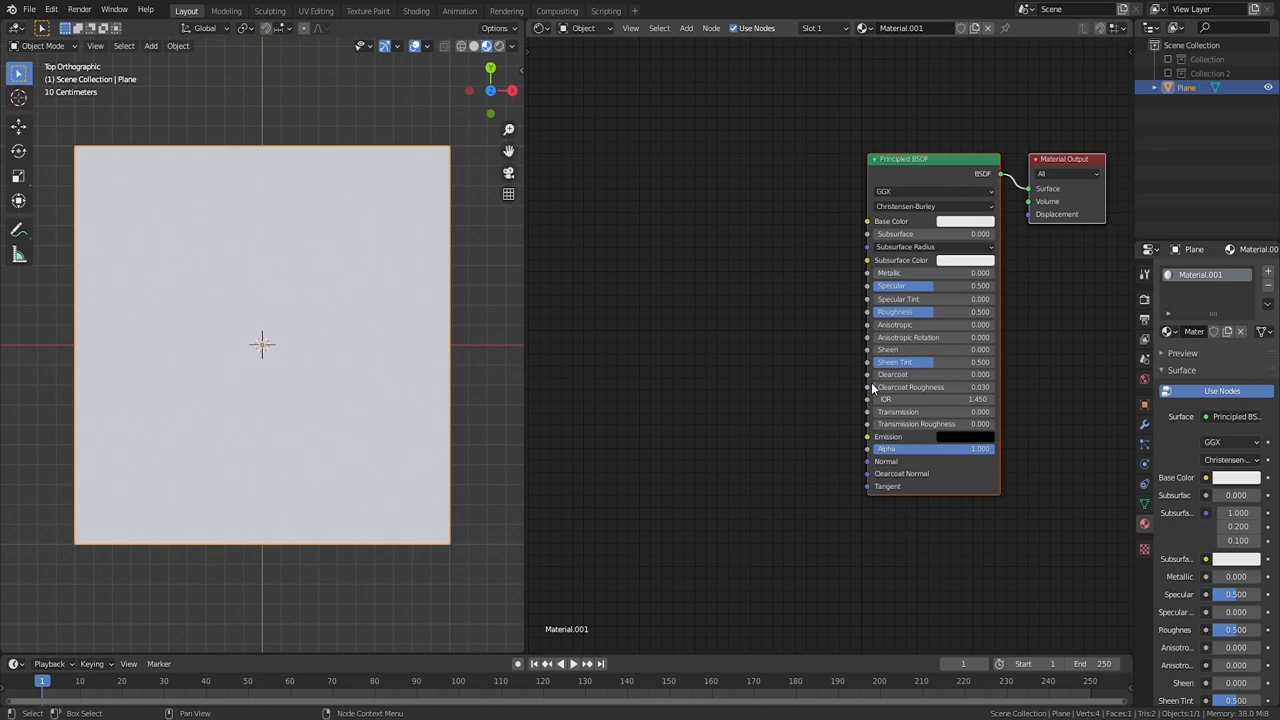 File Edit Render Window Help Layout Modeling Sculpting UV Editing Texture Paint Shading Animation Rendering Compositing Scripting Scene View Layer
Global Options
Object View Select Add Node Use Nodes Slot 1 Material.001
Object Mode View Select Add Object
Top Orthographic
(1) Scene Collection | Plane
10 Centimeters
Y
Z
X
Principled BSDF
BSDF
GGX
Christensen-Burley
Base Color
Subsurface 0.000
Subsurface Radius
Subsurface Color
Metallic 0.000
Specular 0.500
Specular Tint 0.000
Roughness 0.500
Anisotropic 0.000
Anisotropic Rotation 0.000
Sheen 0.000
Sheen Tint 0.500
Clearcoat 0.000
Clearcoat Roughness 0.030
IOR 1.450
Transmission 0.000
Transmission Roughness 0.000
Emission
Alpha 1.000
Normal
Clearcoat Normal
Tangent
Material Output
All
Surface
Volume
Displacement
Material.001
Scene Collection
Collection
Collection 2
Plane
Plane Material.00
Material.001
Mater
Preview
Surface
Use Nodes
Surface Principled BS..
GGX
Christen-..
Base Color
Subsurfac 0.000
Subsurfa.. 1.000
0.200
0.100
Subsurfa..
Metallic 0.000
Specular 0.500
Specular .. 0.000
Roughnes 0.500
Anisotro.. 0.000
Anisotro.. 0.000
Sheen 0.000
Sheen Tint 0.500
Playback Keying View Marker 1 Start 1 End 250
1 10 20 30 40 50 60 70 80 90 100 110 120 130 140 150 160 170 180 190 200 210 220 230 240 250
Select Box Select Pan View Node Context Menu Scene Collection | Plane | Verts:4 | Faces:1 | Tris:2 | Objects:1/1 | Memory: 38.0 MiB